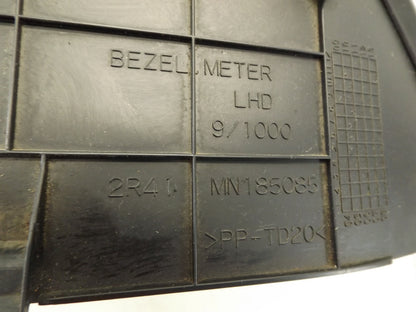 BEZEL.METER
LHD
9/1000
2R41 MN185085
>PP-TD20<